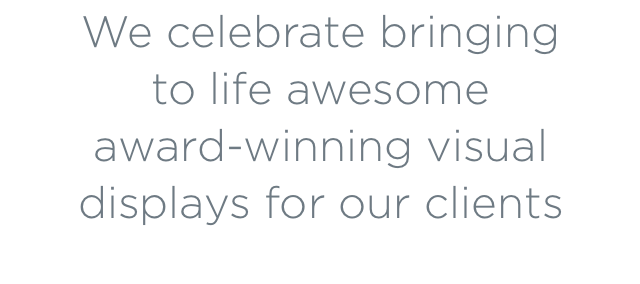 We celebrate bringing
to life awesome
award-winning visual
displays for our clients